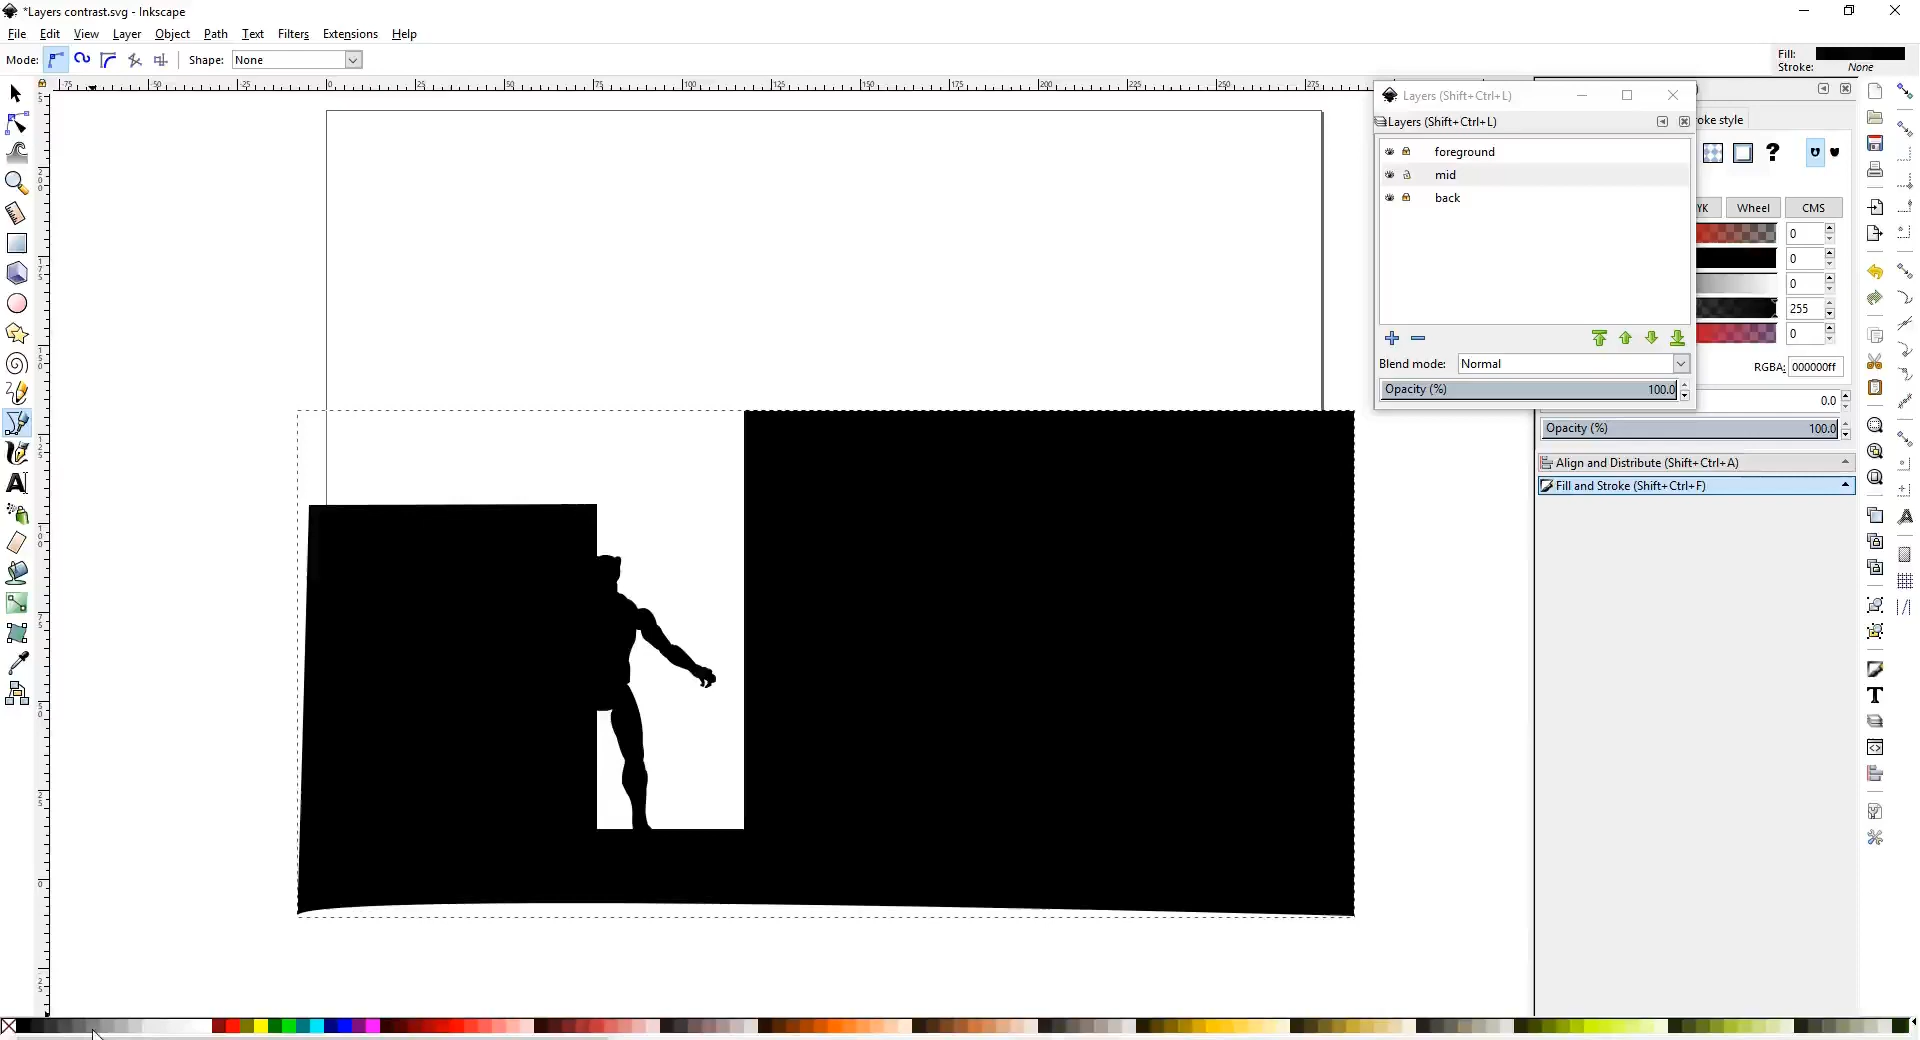 *Layers contrast.svg - Inkscape
File Edit View Layer Object Path Text Filters Extensions Help
Mode: Shape: None
Fill:
Stroke: None
Layers (Shift+Ctrl+L)
Layers (Shift+Ctrl+L)
oke style
foreground
mid
back
YK Wheel CMS
0
0
0
255
0
RGBA: 000000ff
Blend mode: Normal
Opacity (%) 100.0
0.0
Opacity (%) 100.0
Align and Distribute (Shift+Ctrl+A)
Fill and Stroke (Shift+Ctrl+F)